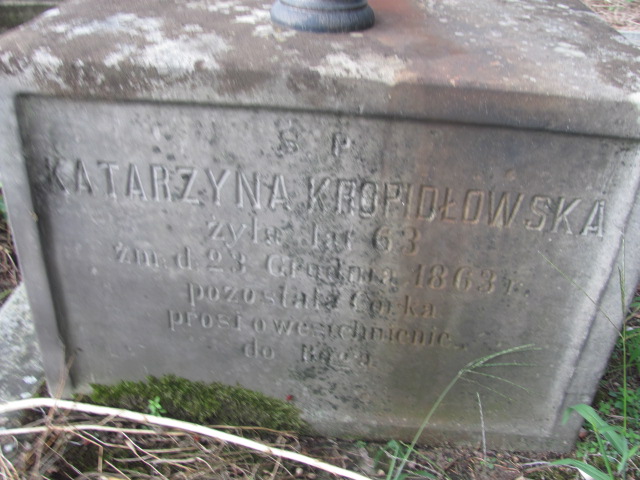 S P
KATARZYNA KROPIDŁOWSKA
żyła lat 63
zm. d. 23 Grudnia 1863 r.
pozostała Córka
prosi o westchnienie
do Boga